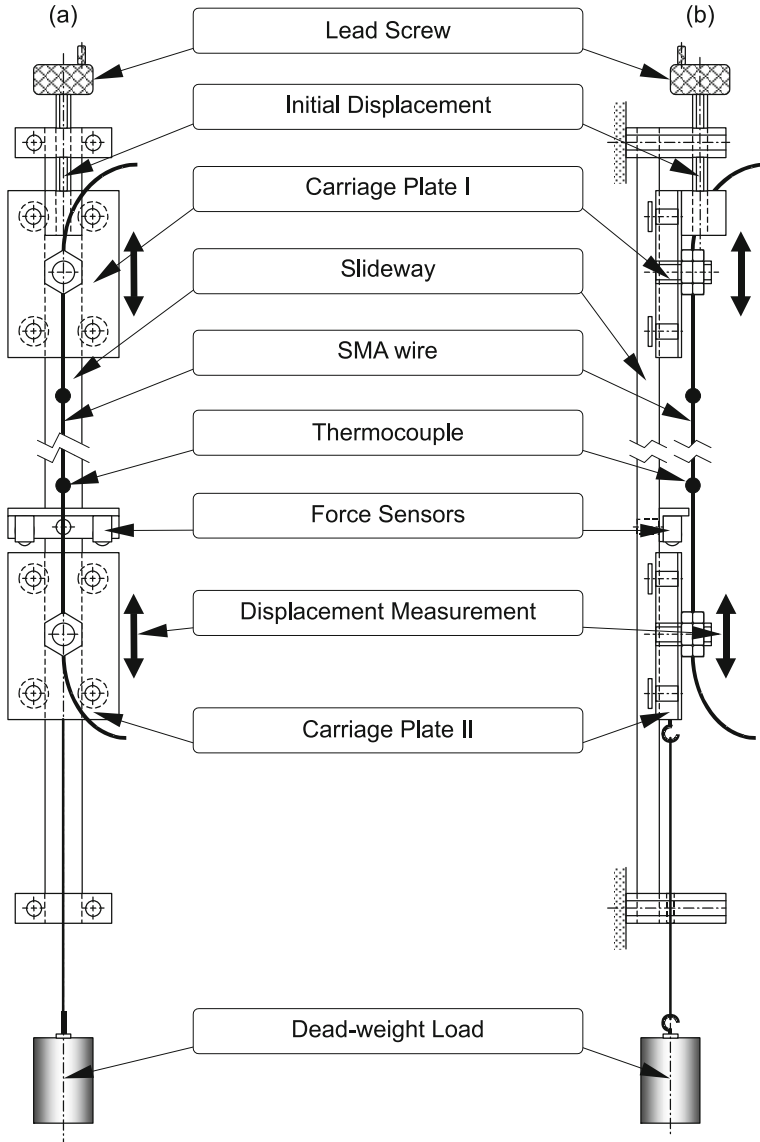 (a)
(b)
Lead Screw
Initial Displacement
Carriage Plate I
Slideway
SMA wire
Thermocouple
Force Sensors
Displacement Measurement
Carriage Plate II
Dead-weight Load